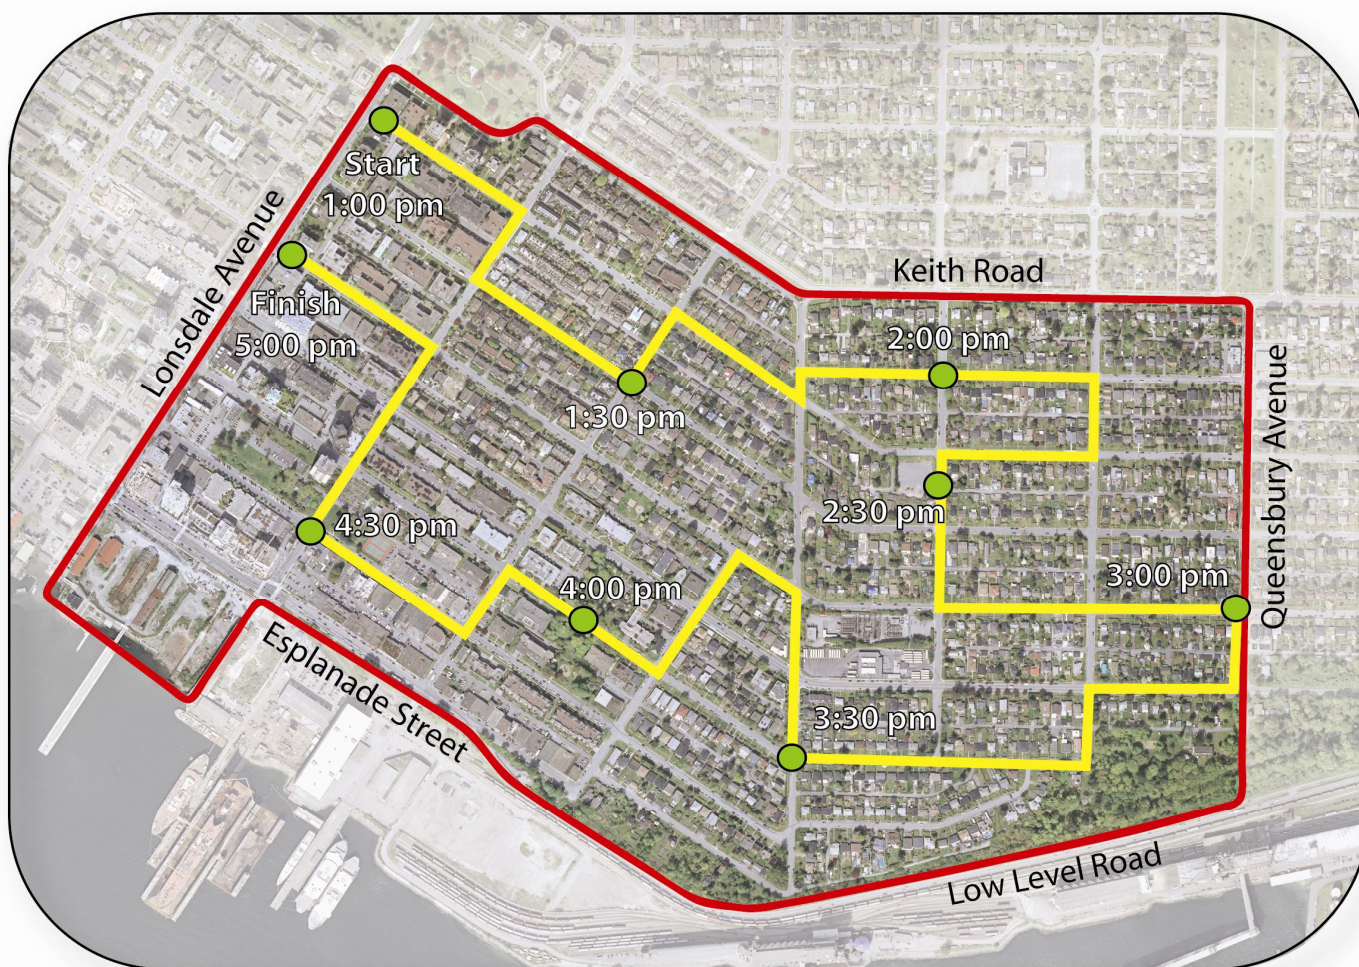 Start
1:00 pm
Lonsdale Avenue
Finish
5:00 pm
Keith Road
2:00 pm
1:30 pm
Queensbury Avenue
2:30 pm
4:30 pm
3:00 pm
4:00 pm
Esplanade Street
3:30 pm
Low Level Road